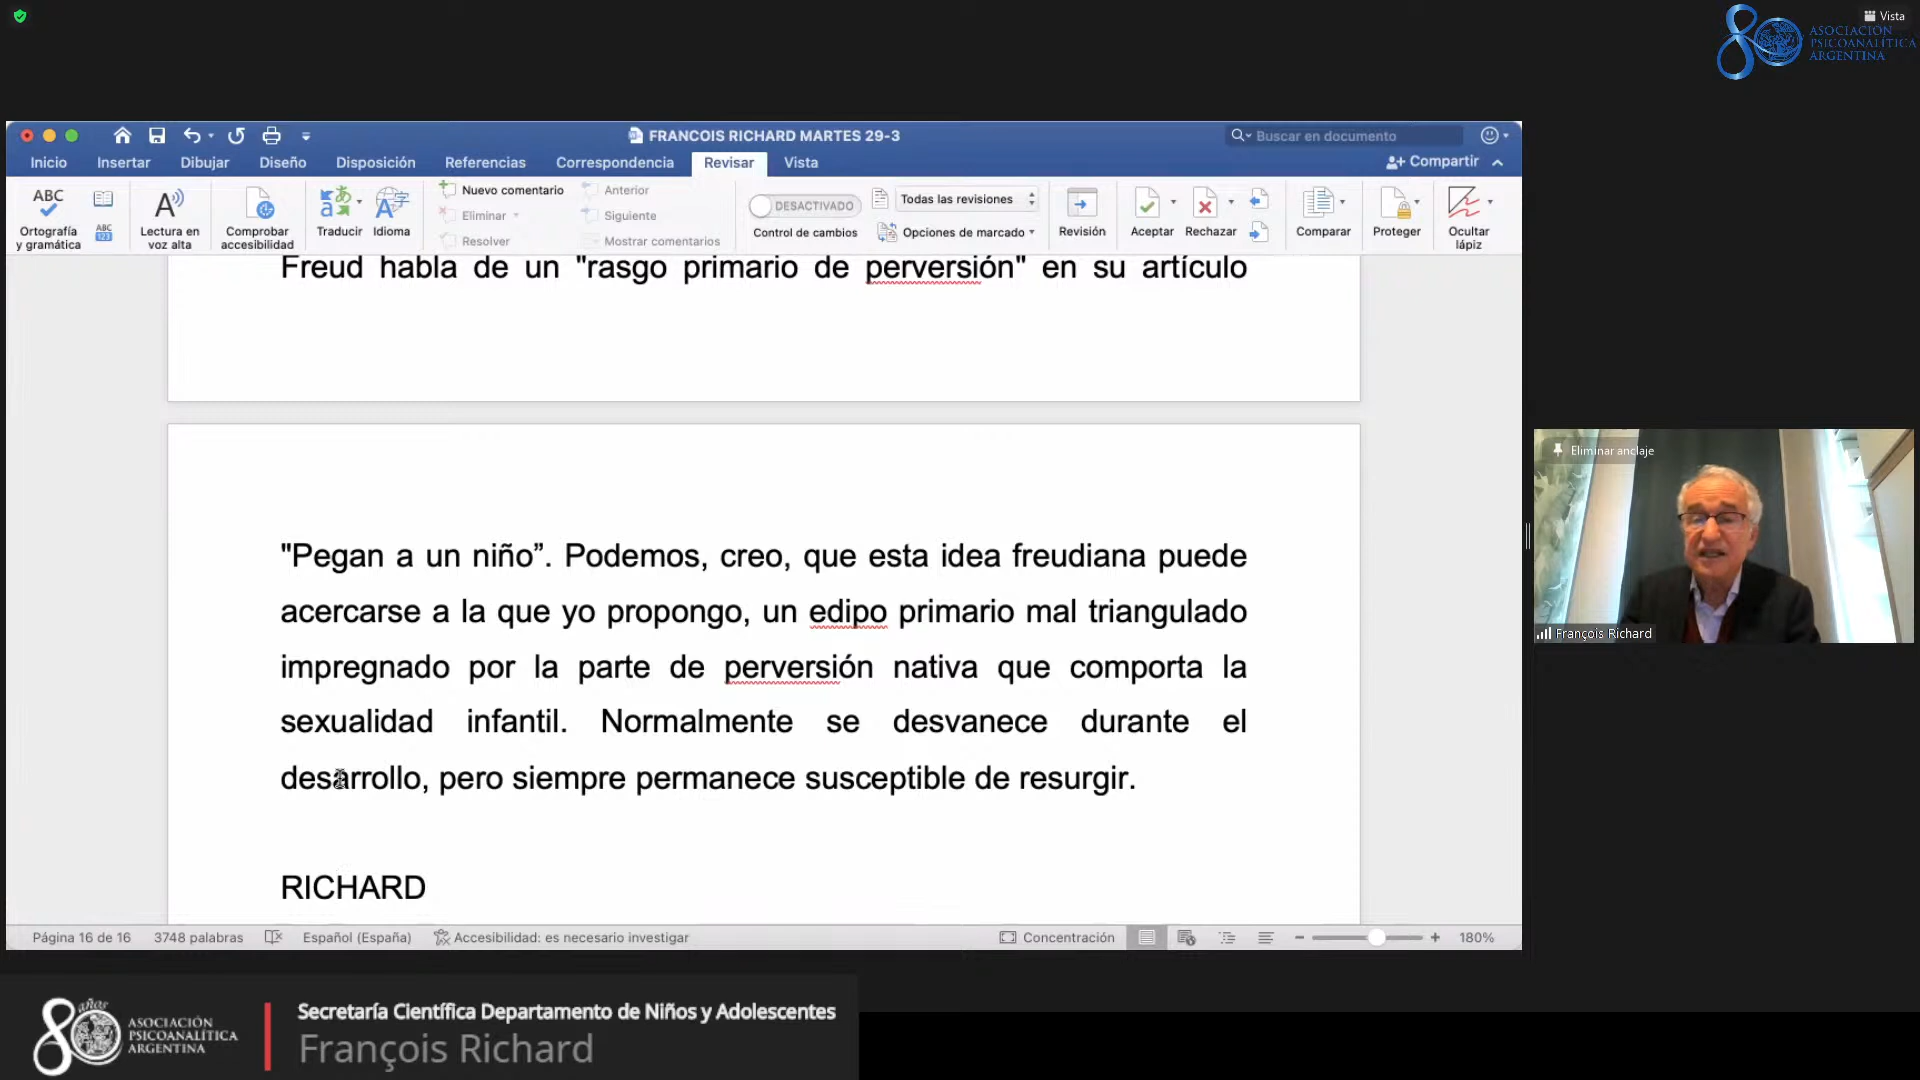 Vista
ASOCIACIÓN
PSICOANALÍTICA
ARGENTINA
FRANCOIS RICHARD MARTES 29-3
Buscar en documento
Inicio Insertar Dibujar Diseño Disposición Referencias Correspondencia Revisar Vista Compartir
ABC
Ortografía
y gramática
ABC
123
A
Lectura en
voz alta
Comprobar
accesibilidad
Traducir
Idioma
Nuevo comentario
Eliminar
Resolver
Anterior
Siguiente
Mostrar comentarios
DESACTIVADO
Control de cambios
Todas las revisiones
Opciones de marcado
Revisión
Aceptar
Rechazar
Comparar
Proteger
Ocultar
lápiz
Freud habla de un "rasgo primario de perversión" en su artículo
"Pegan a un niño”. Podemos, creo, que esta idea freudiana puede
acercarse a la que yo propongo, un edipo primario mal triangulado
impregnado por la parte de perversión nativa que comporta la
sexualidad infantil. Normalmente se desvanece durante el
desarrollo, pero siempre permanece susceptible de resurgir.
RICHARD
Página 16 de 16 3748 palabras Español (España) Accesibilidad: es necesario investigar Concentración 180%
Eliminar anclaje
François Richard
80 años
ASOCIACIÓN
PSICOANALÍTICA
ARGENTINA
Secretaría Científica Departamento de Niños y Adolescentes
François Richard